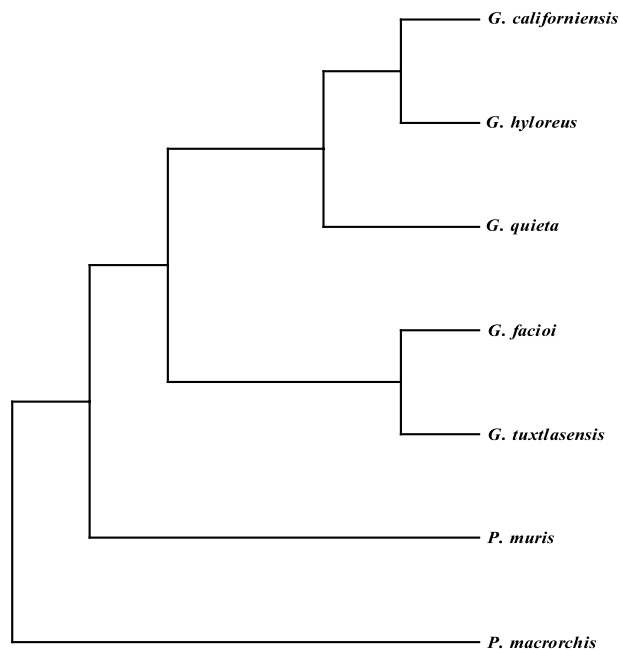 G. californiensis
G. hyloreus
G. quieta
G. facioi
G. tuxtlasensis
P. muris
P. macrorchis